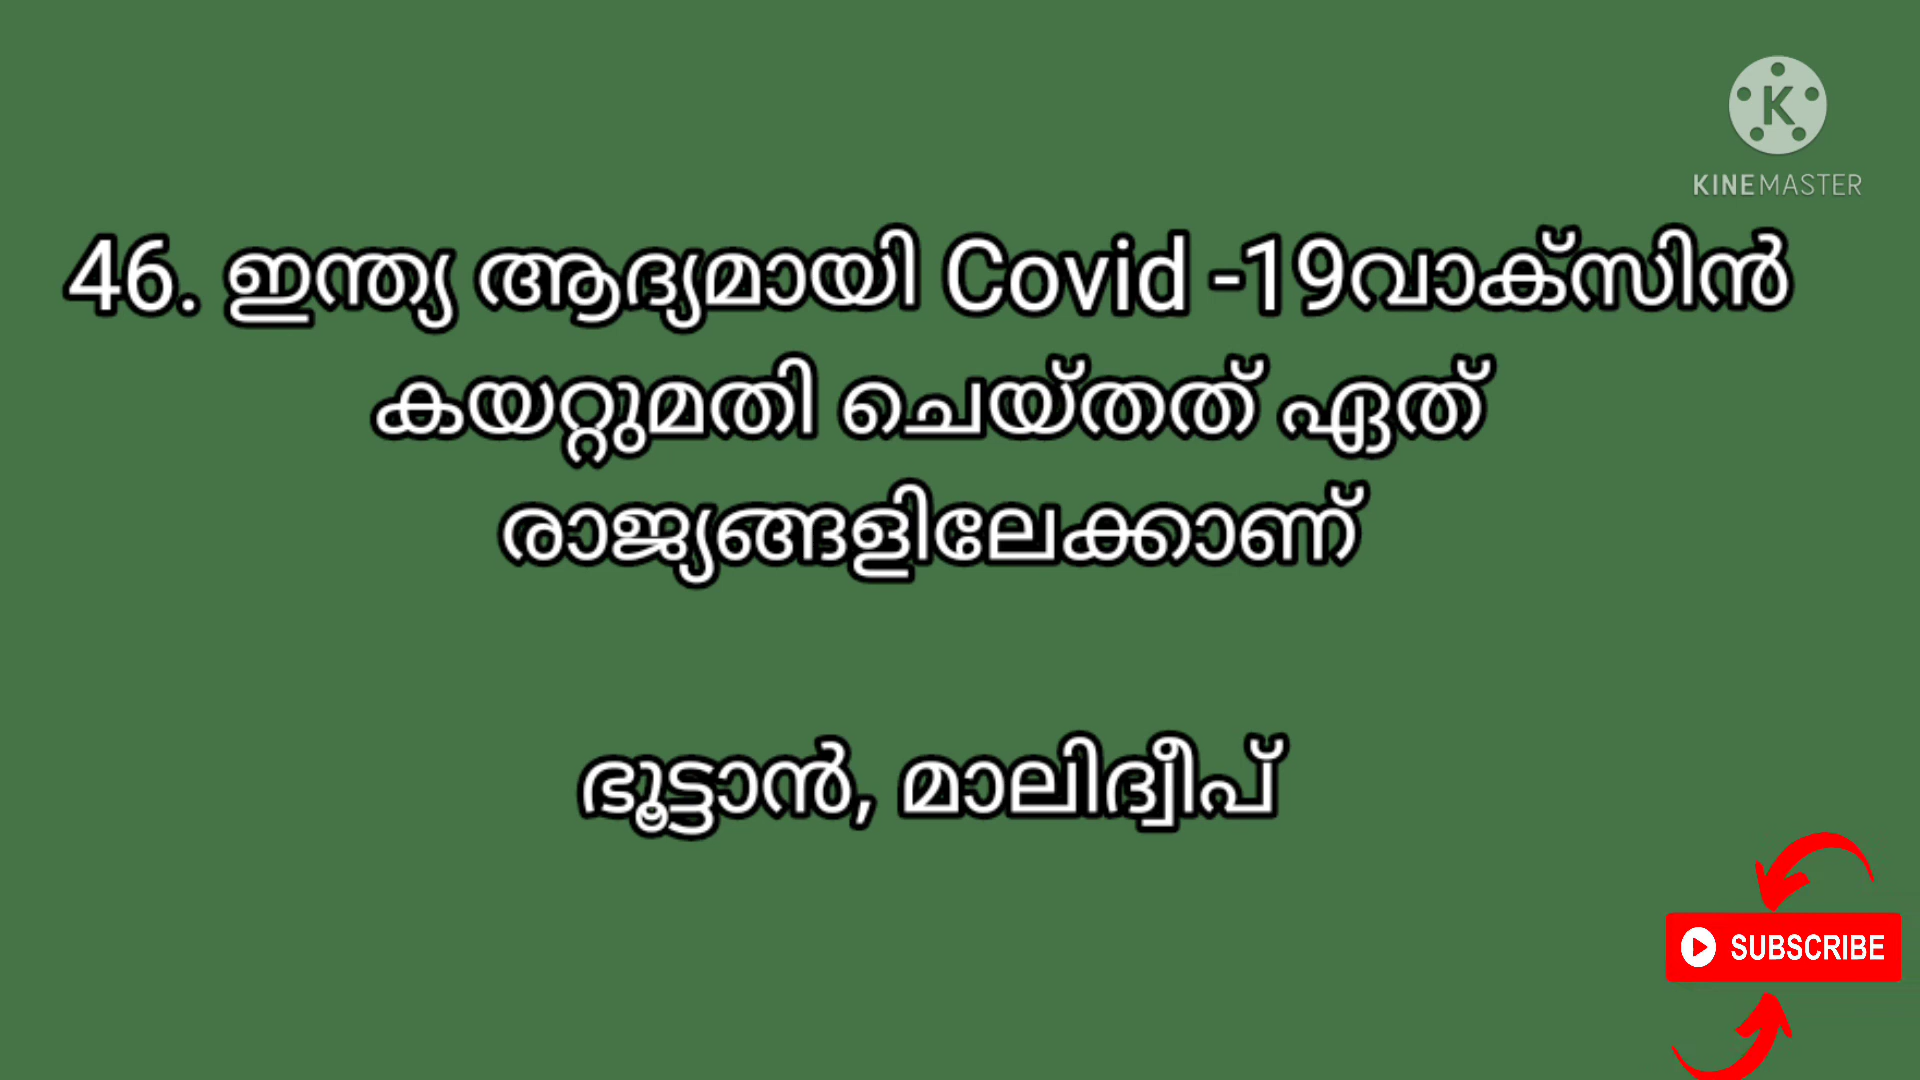 KINEMASTER
46. ഇന്ത്യ ആദ്യമായി Covid -19വാക്സിൻ
കയറ്റുമതി ചെയ്തത് ഏത്
രാജ്യങ്ങളിലേക്കാണ്
ഭൂട്ടാൻ, മാലിദ്വീപ്
SUBSCRIBE